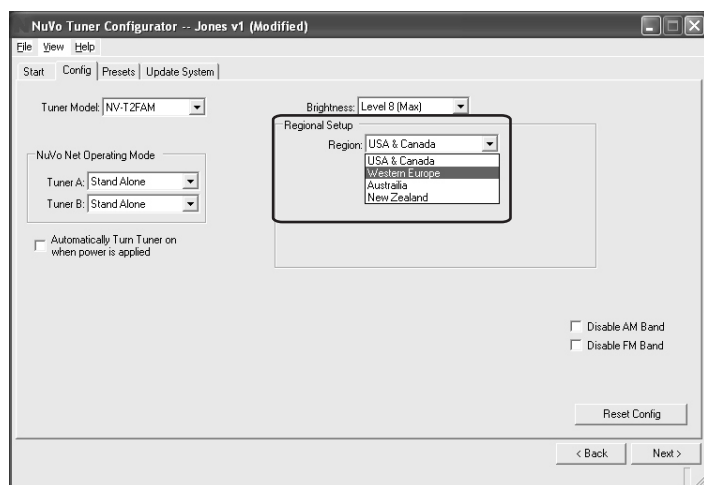 NuVo Tuner Configurator -- Jones v1 (Modified)
File View Help
Start Config Presets Update System
Tuner Model: NV-T2FAM
Brightness: Level 8 (Max)
Regional Setup
Region: USA & Canada
USA & Canada
Western Europe
Austrailia
New Zealand
NuVo Net Operating Mode
Tuner A: Stand Alone
Tuner B: Stand Alone
Automatically Turn Tuner on
when power is applied
Disable AM Band
Disable FM Band
Reset Config
< Back Next >